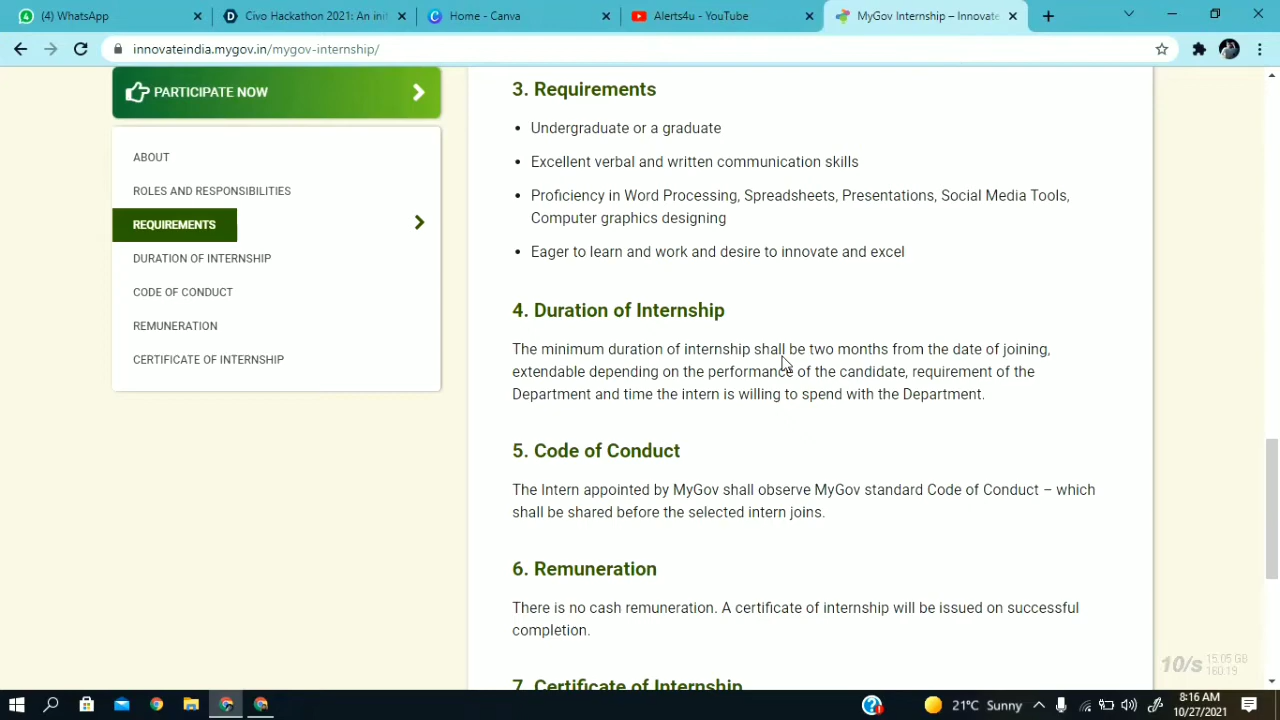 (4) WhatsApp
Civo Hackathon 2021: An ini
Home - Canva
Alerts4u - YouTube
MyGov Internship – Innovate
innovateindia.mygov.in/mygov-internship/
PARTICIPATE NOW
ABOUT
ROLES AND RESPONSIBILITIES
REQUIREMENTS
DURATION OF INTERNSHIP
CODE OF CONDUCT
REMUNERATION
CERTIFICATE OF INTERNSHIP
3. Requirements
• Undergraduate or a graduate
• Excellent verbal and written communication skills
• Proficiency in Word Processing, Spreadsheets, Presentations, Social Media Tools,
Computer graphics designing
• Eager to learn and work and desire to innovate and excel
4. Duration of Internship
The minimum duration of internship shall be two months from the date of joining,
extendable depending on the performance of the candidate, requirement of the
Department and time the intern is willing to spend with the Department.
5. Code of Conduct
The Intern appointed by MyGov shall observe MyGov standard Code of Conduct – which
shall be shared before the selected intern joins.
6. Remuneration
There is no cash remuneration. A certificate of internship will be issued on successful
completion.
7. Certificate of Internship
10/s
15.05 GB
160:19
21°C Sunny
8:16 AM
10/27/2021